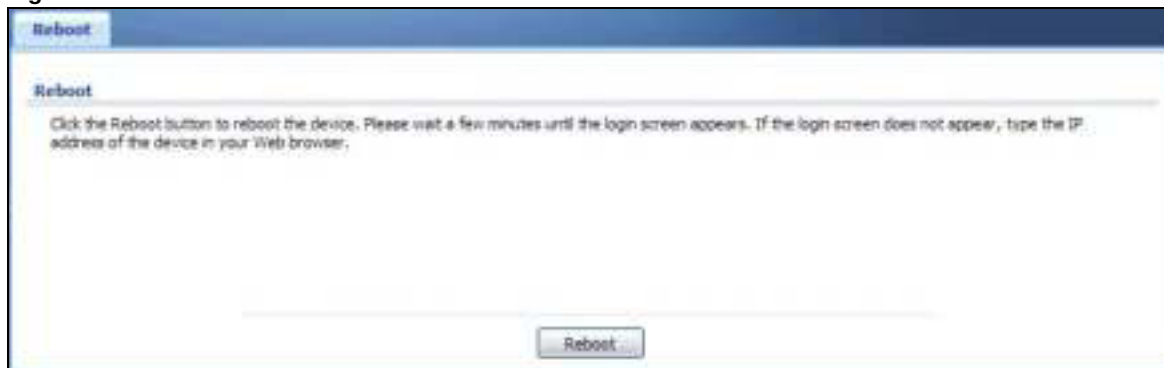 Reboot
Reboot
Click the Reboot button to reboot the device. Please wait a few minutes until the login screen appears. If the login screen does not appear, type the IP
address of the device in your Web browser.
Reboot